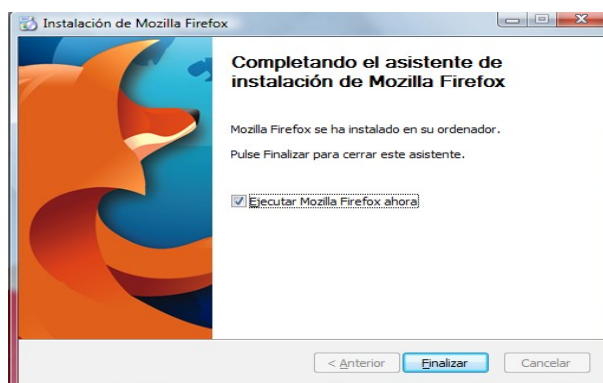 Instalación de Mozilla Firefox
Completando el asistente de
instalación de Mozilla Firefox
Mozilla Firefox se ha instalado en su ordenador.
Pulse Finalizar para cerrar este asistente.
Ejecutar Mozilla Firefox ahora
< Anterior Finalizar Cancelar